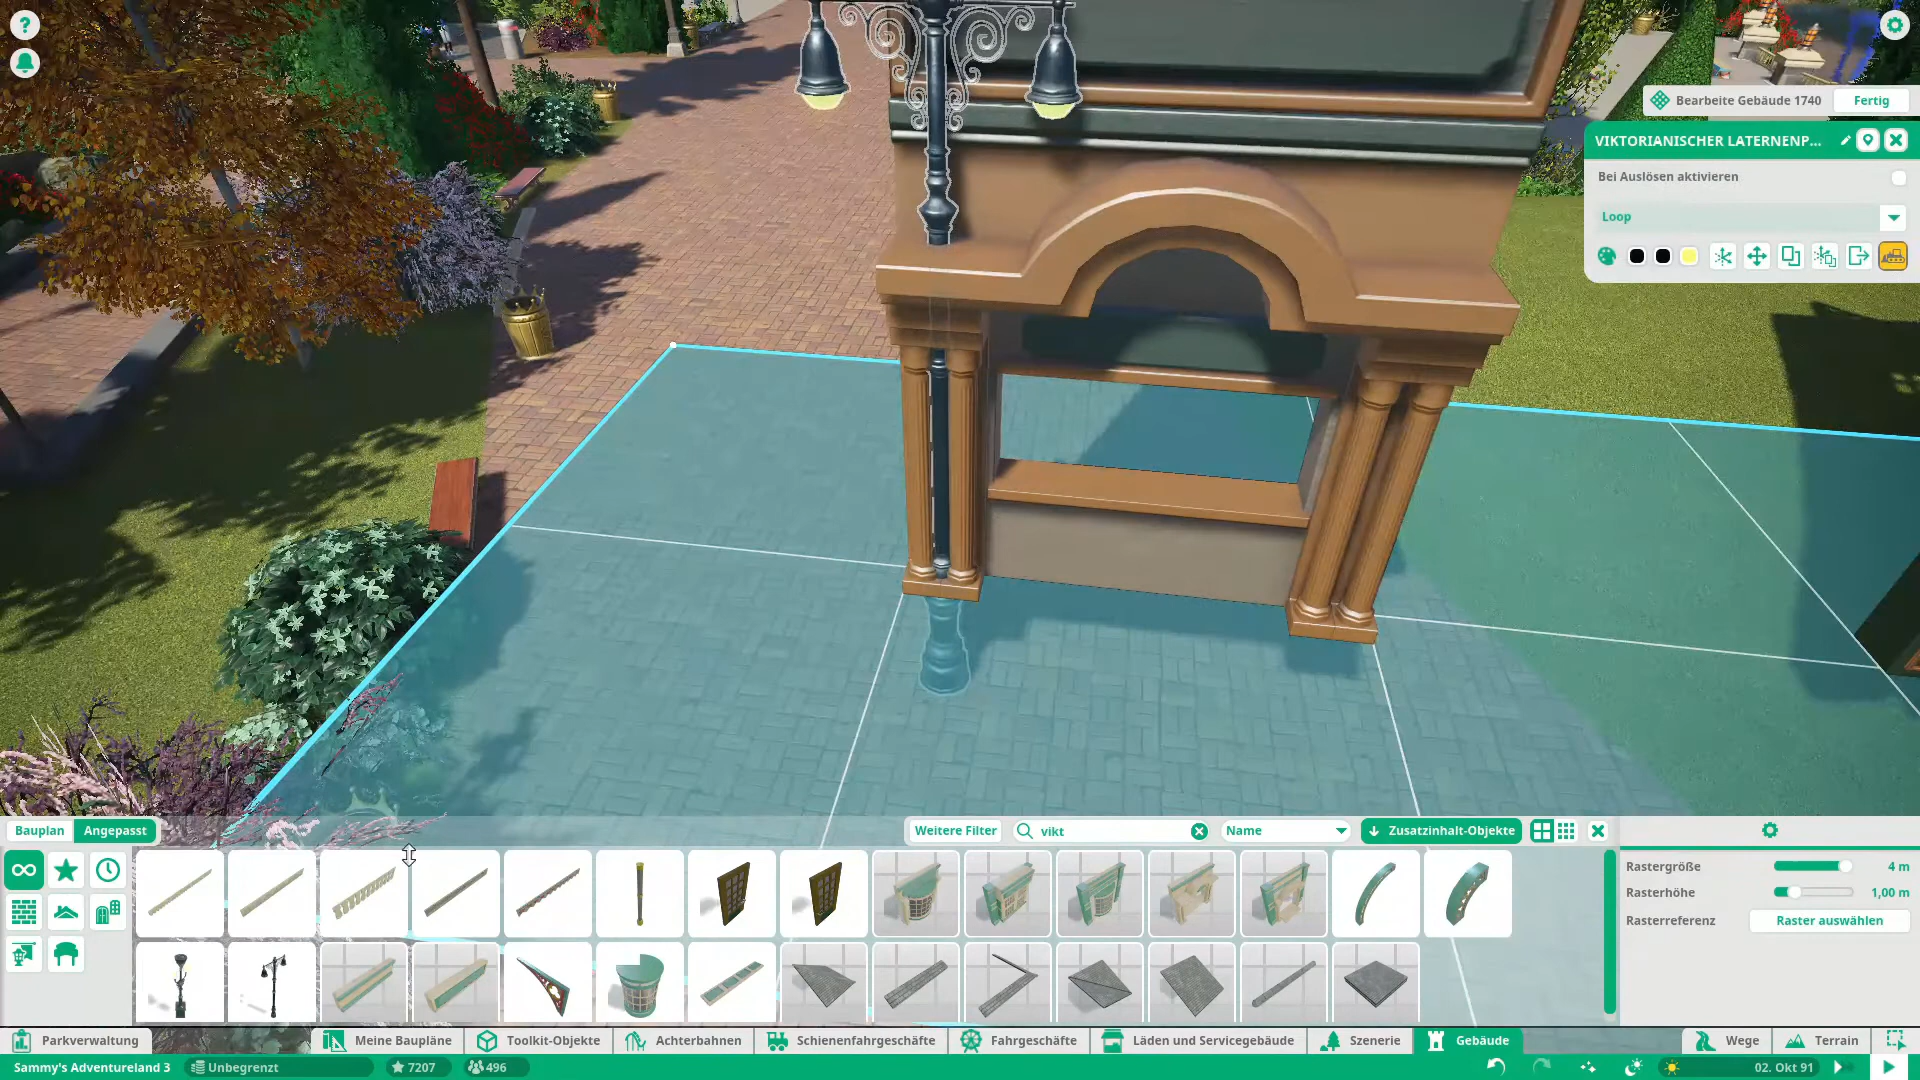 ?
Bearbeite Gebäude 1740
Fertig
VIKTORIANISCHER LATERNENP...
Bei Auslösen aktivieren
Loop
Bauplan
Angepasst
Weitere Filter
vikt
Name
Zusatzinhalt-Objekte
Rastergröße
4 m
Rasterhöhe
1,00 m
Rasterreferenz
Raster auswählen
Parkverwaltung
Meine Baupläne
Toolkit-Objekte
Achterbahnen
Schienenfahrgeschäfte
Fahrgeschäfte
Läden und Servicegebäude
Szenerie
Gebäude
Wege
Terrain
Sammy's Adventureland 3
Unbegrenzt
7207
496
02. Okt 91